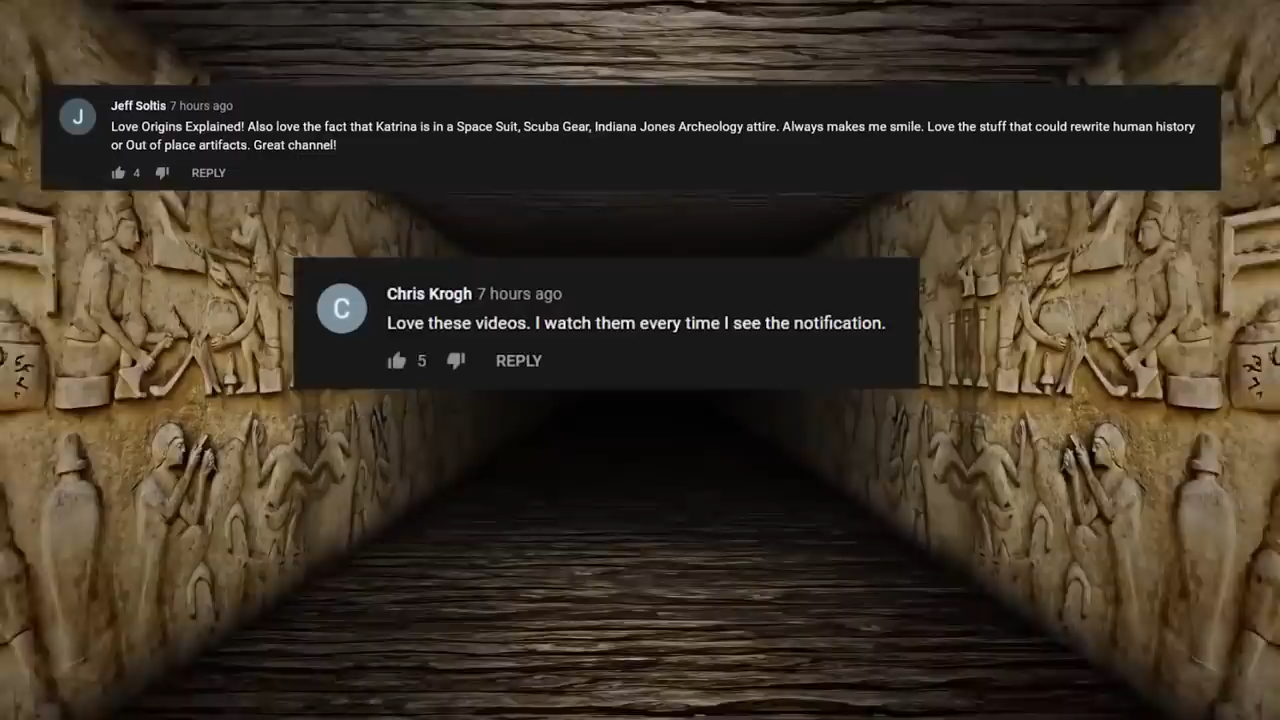 J
Jeff Soltis 7 hours ago
Love Origins Explained! Also love the fact that Katrina is in a Space Suit, Scuba Gear, Indiana Jones Archeology attire. Always makes me smile. Love the stuff that could rewrite human history
or Out of place artifacts. Great channel!
4 REPLY
C
Chris Krogh 7 hours ago
Love these videos. I watch them every time I see the notification.
5 REPLY